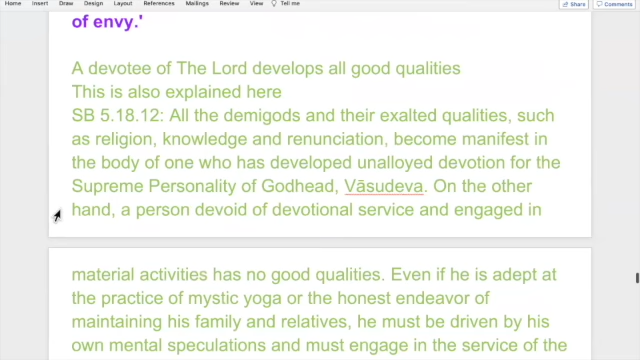 Home Insert Draw Design Layout References Mailings Review View Tell me Share Comments
of envy.'
A devotee of The Lord develops all good qualities
This is also explained here
SB 5.18.12: All the demigods and their exalted qualities, such
as religion, knowledge and renunciation, become manifest in
the body of one who has developed unalloyed devotion for the
Supreme Personality of Godhead, Vāsudeva. On the other
hand, a person devoid of devotional service and engaged in
material activities has no good qualities. Even if he is adept at
the practice of mystic yoga or the honest endeavor of
maintaining his family and relatives, he must be driven by his
own mental speculations and must engage in the service of the